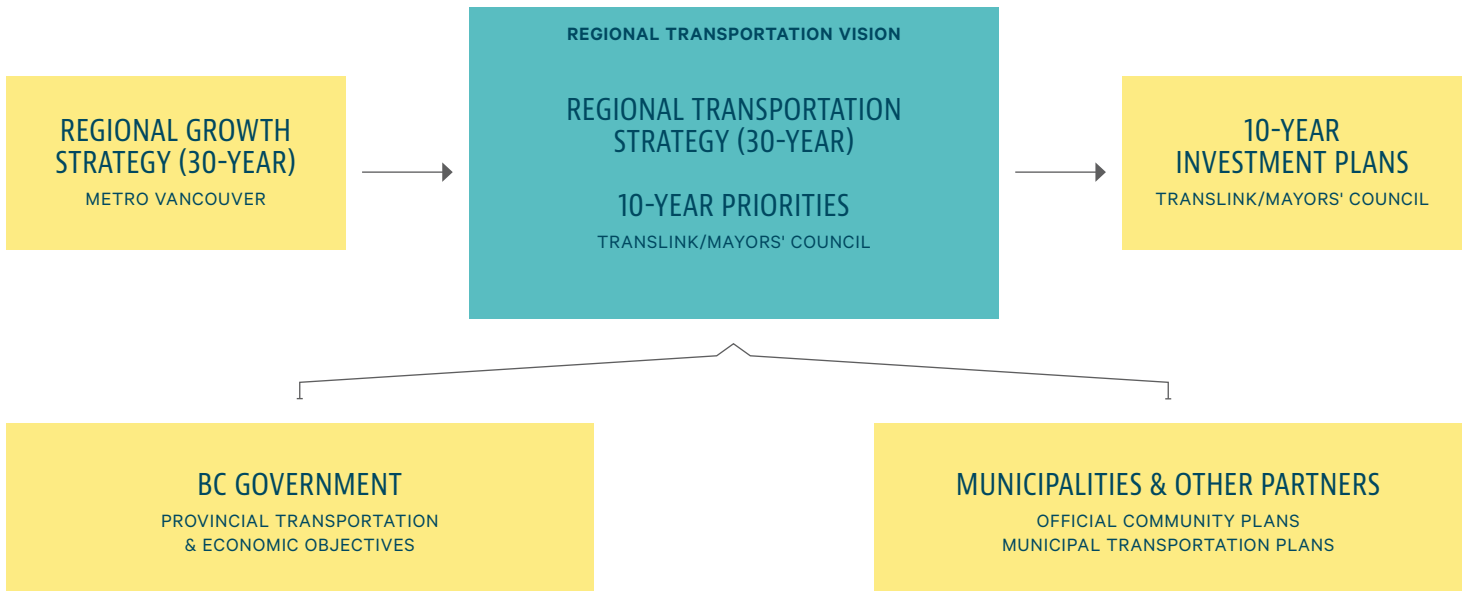 REGIONAL GROWTH
STRATEGY (30-YEAR)
METRO VANCOUVER
REGIONAL TRANSPORTATION VISION
REGIONAL TRANSPORTATION
STRATEGY (30-YEAR)
10-YEAR PRIORITIES
TRANSLINK/MAYORS' COUNCIL
10-YEAR
INVESTMENT PLANS
TRANSLINK/MAYORS' COUNCIL
BC GOVERNMENT
PROVINCIAL TRANSPORTATION
& ECONOMIC OBJECTIVES
MUNICIPALITIES & OTHER PARTNERS
OFFICIAL COMMUNITY PLANS
MUNICIPAL TRANSPORTATION PLANS